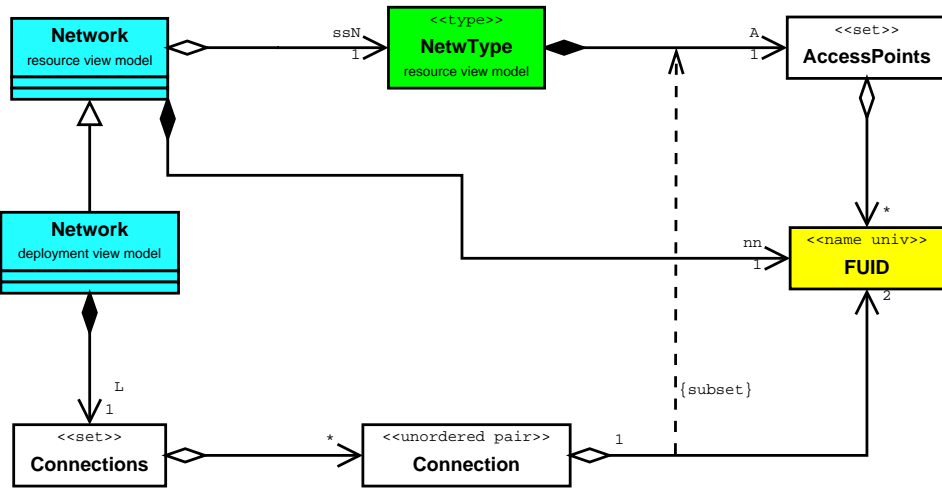 Network
resource view model
ssN
1
<<type>>
NetwType
resource view model
A
1
<<set>>
AccessPoints
*
Network
deployment view model
nn
1
<<name univ>>
FUID
2
L
1
{subset}
<<set>>
Connections
*
<<unordered pair>>
Connection
1